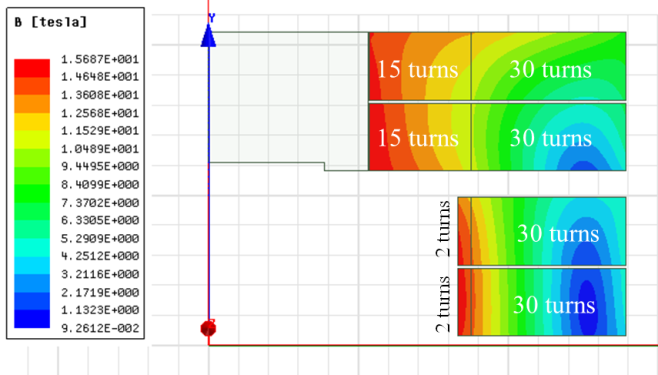 B [tesla]
1.5687E+001
1.4648E+001
1.3608E+001
1.2568E+001
1.1529E+001
1.0489E+001
9.4495E+000
8.4099E+000
7.3702E+000
6.3305E+000
5.2909E+000
4.2512E+000
3.2116E+000
2.1719E+000
1.1323E+000
9.2612E-002
Y
15 turns 30 turns
15 turns 30 turns
2 turns 30 turns
2 turns 30 turns